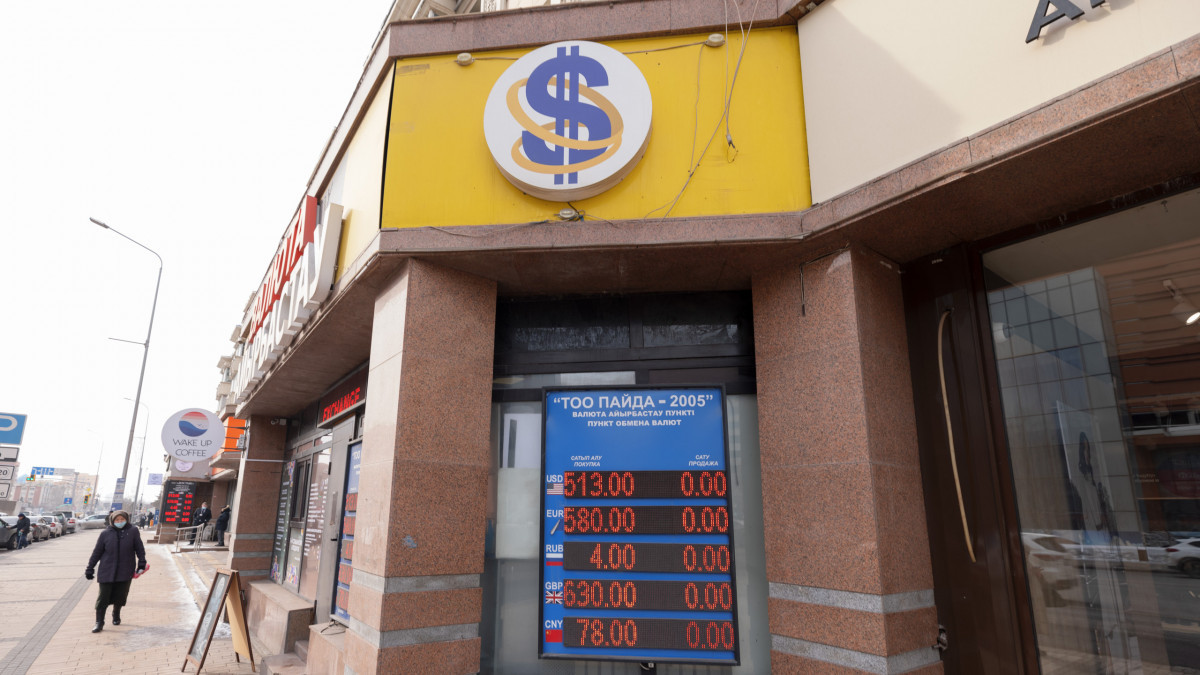 $
ВАЛЮТА
EXCHANGE
WAKE UP
COFFEE
"ТОО ПАЙДА - 2005"
ВАЛЮТА АЙЫРБАСТАУ ПУНКТІ
ПУНКТ ОБМЕНА ВАЛЮТ
САТЫП АЛУ САТУ
ПОКУПКА ПРОДАЖА
USD 513.00 0.00
EUR 580.00 0.00
RUB 4.00 0.00
GBP 630.00 0.00
CNY 78.00 0.00
P